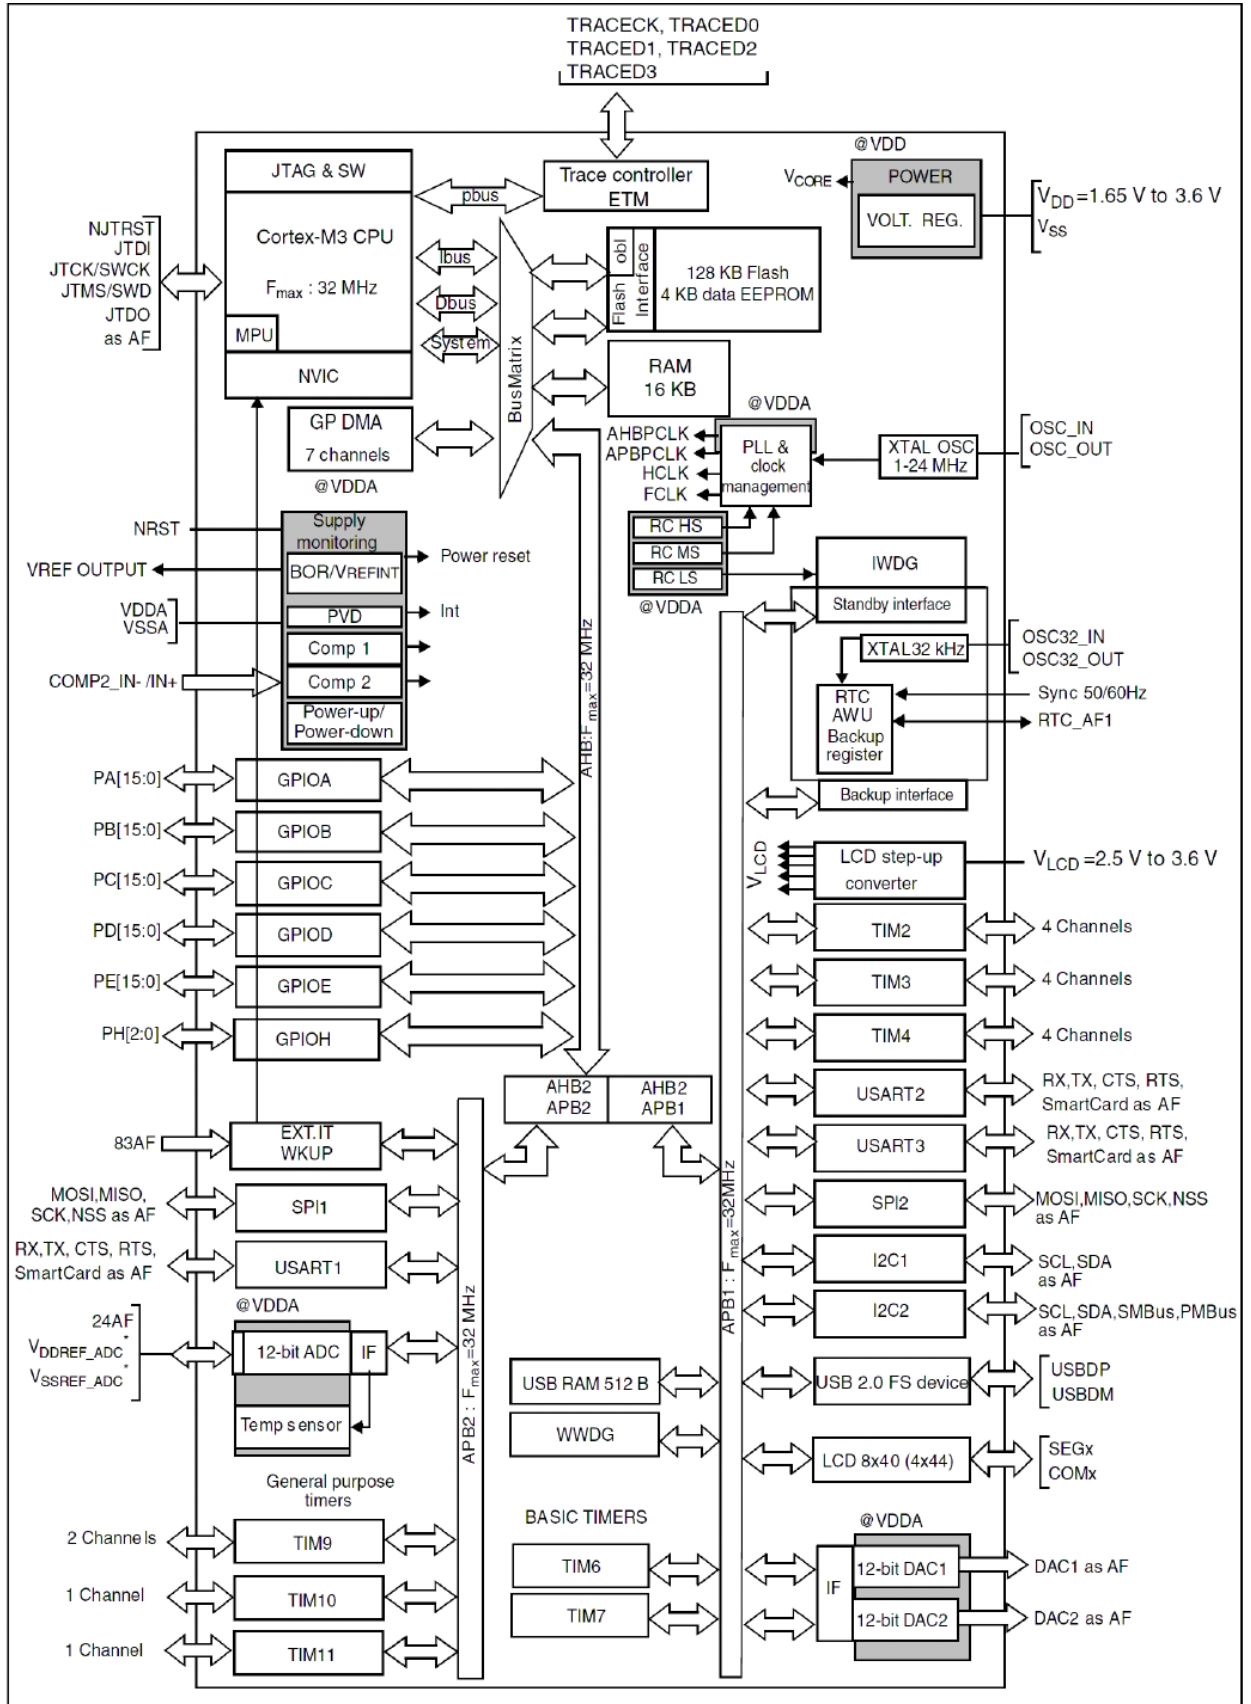 TRACECK, TRACED0
TRACED1, TRACED2
TRACED3
JTAG & SW
pbus
Trace controller
ETM
@VDD
VCORE
POWER
VOLT. REG.
VDD=1.65 V to 3.6 V
VSS
NJTRST
JTDI
JTCK/SWCK
JTMS/SWD
JTDO
as AF
Cortex-M3 CPU
Fmax : 32 MHz
MPU
NVIC
Ibus
Dbus
System
BusMatrix
Flash
obl
Interface
128 KB Flash
4 KB data EEPROM
RAM
16 KB
GP DMA
7 channels
@VDDA
AHBPCLK
APBPCLK
HCLK
FCLK
PLL &
clock
management
XTAL OSC
1-24 MHz
OSC_IN
OSC_OUT
@VDDA
NRST
VREF OUTPUT
VDDA
VSSA
COMP2_IN- /IN+
Supply
monitoring
BOR/VREFINT
PVD
Comp 1
Comp 2
Power-up/
Power-down
Power reset
Int
RC HS
RC MS
RC LS
@VDDA
IWDG
Standby interface
XTAL32 kHz
OSC32_IN
OSC32_OUT
RTC
AWU
Backup
register
Sync 50/60Hz
RTC_AF1
Backup interface
AHB:Fmax=32 MHz
PA[15:0]
GPIOA
PB[15:0]
GPIOB
PC[15:0]
GPIOC
PD[15:0]
GPIOD
PE[15:0]
GPIOE
PH[2:0]
GPIOH
VLCD
LCD step-up
converter
VLCD=2.5 V to 3.6 V
TIM2
4 Channels
TIM3
4 Channels
TIM4
4 Channels
AHB2
APB2
AHB2
APB1
USART2
RX,TX, CTS, RTS,
SmartCard as AF
83AF
EXT.IT
WKUP
USART3
RX,TX, CTS, RTS,
SmartCard as AF
MOSI,MISO,
SCK,NSS as AF
SPI1
SPI2
MOSI,MISO,SCK,NSS
as AF
RX,TX, CTS, RTS,
SmartCard as AF
USART1
I2C1
SCL,SDA
as AF
I2C2
SCL,SDA,SMBus,PMBus
as AF
APB2 : Fmax=32 MHz
APB1 : Fmax=32MHz
@VDDA
24AF
VDDREF_ADC*
VSSREF_ADC*
12-bit ADC
IF
Temp sensor
USB RAM 512 B
WWDG
USB 2.0 FS device
USBDP
USBDM
LCD 8x40 (4x44)
SEGx
COMx
General purpose
timers
2 Channels
TIM9
1 Channel
TIM10
1 Channel
TIM11
BASIC TIMERS
TIM6
TIM7
@VDDA
IF
12-bit DAC1
DAC1 as AF
12-bit DAC2
DAC2 as AF